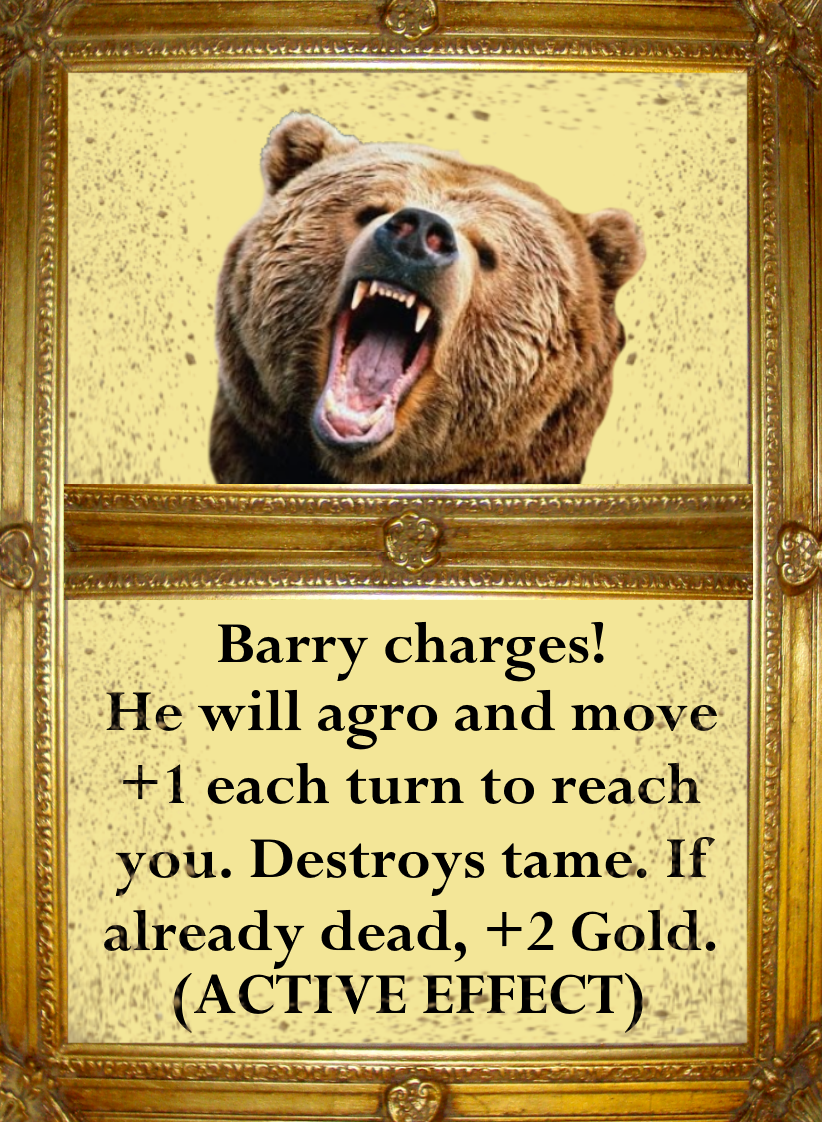 Barry charges!
He will agro and move
+1 each turn to reach
you. Destroys tame. If
already dead, +2 Gold.
(ACTIVE EFFECT)